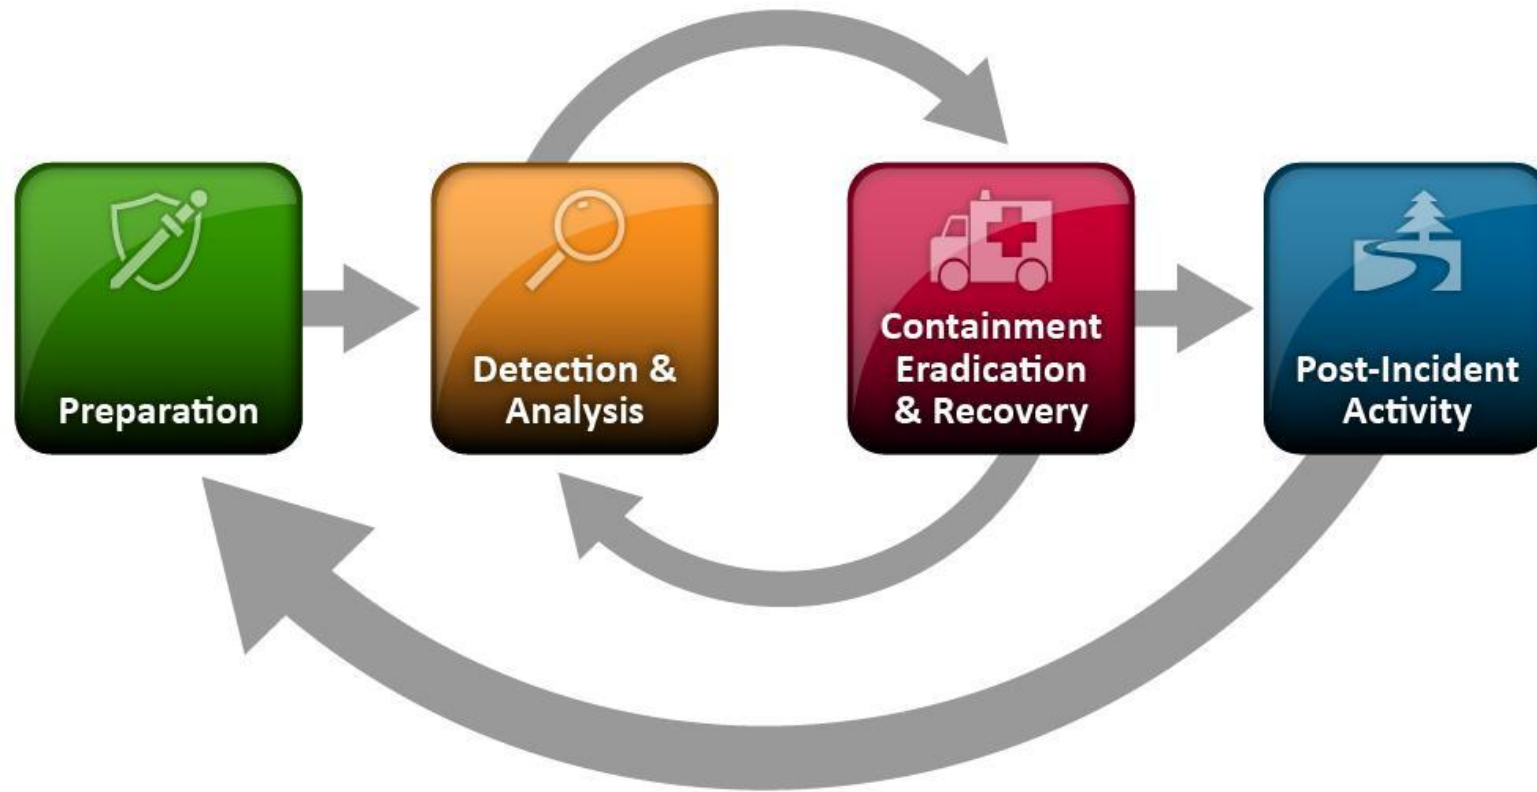 Preparation
Detection &
Analysis
Containment
Eradication
& Recovery
Post-Incident
Activity